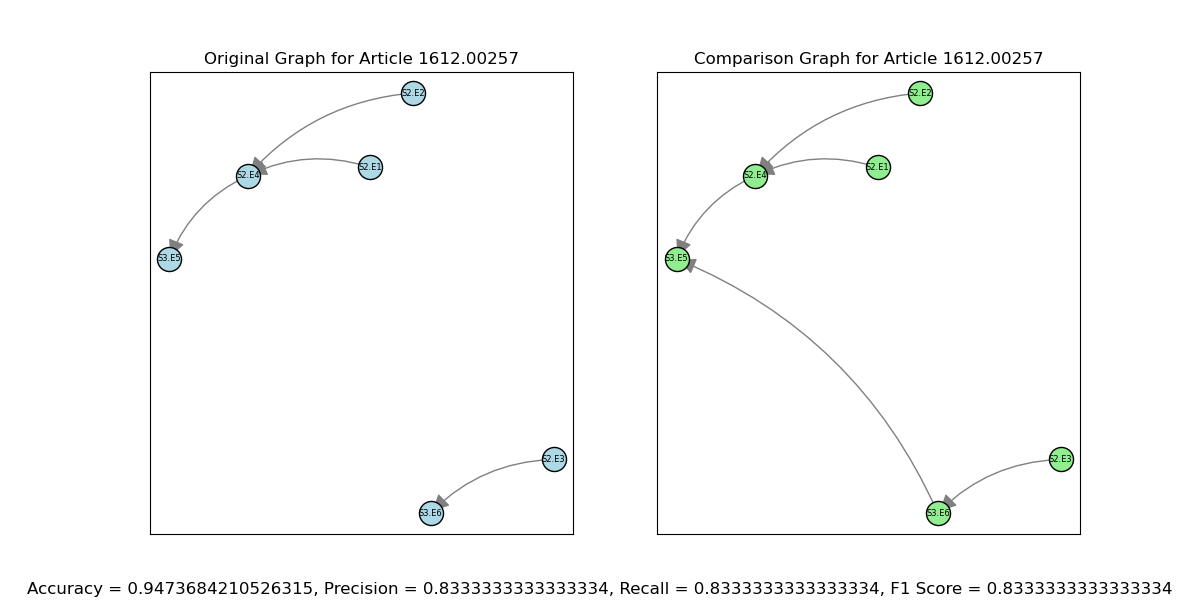 Original Graph for Article 1612.00257
Comparison Graph for Article 1612.00257
S2.E2
S2.E1
S2.E4
S3.E5
S2.E3
S3.E6
S2.E2
S2.E1
S2.E4
S3.E5
S2.E3
S3.E6
Accuracy = 0.9473684210526315, Precision = 0.8333333333333334, Recall = 0.8333333333333334, F1 Score = 0.8333333333333334